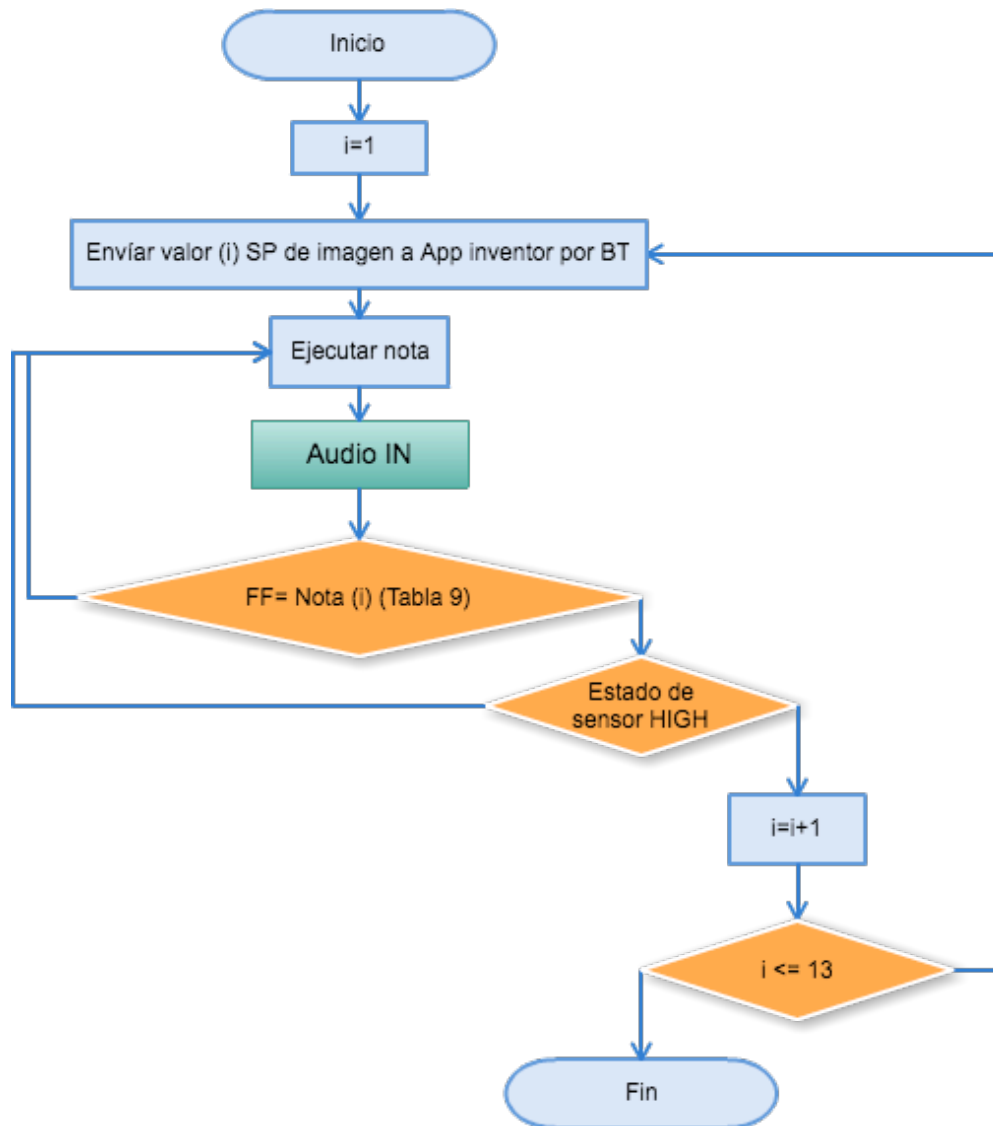 Inicio
i=1
Envíar valor (i) SP de imagen a App inventor por BT
Ejecutar nota
Audio IN
FF= Nota (i) (Tabla 9)
Estado de
sensor HIGH
i=i+1
i <= 13
Fin